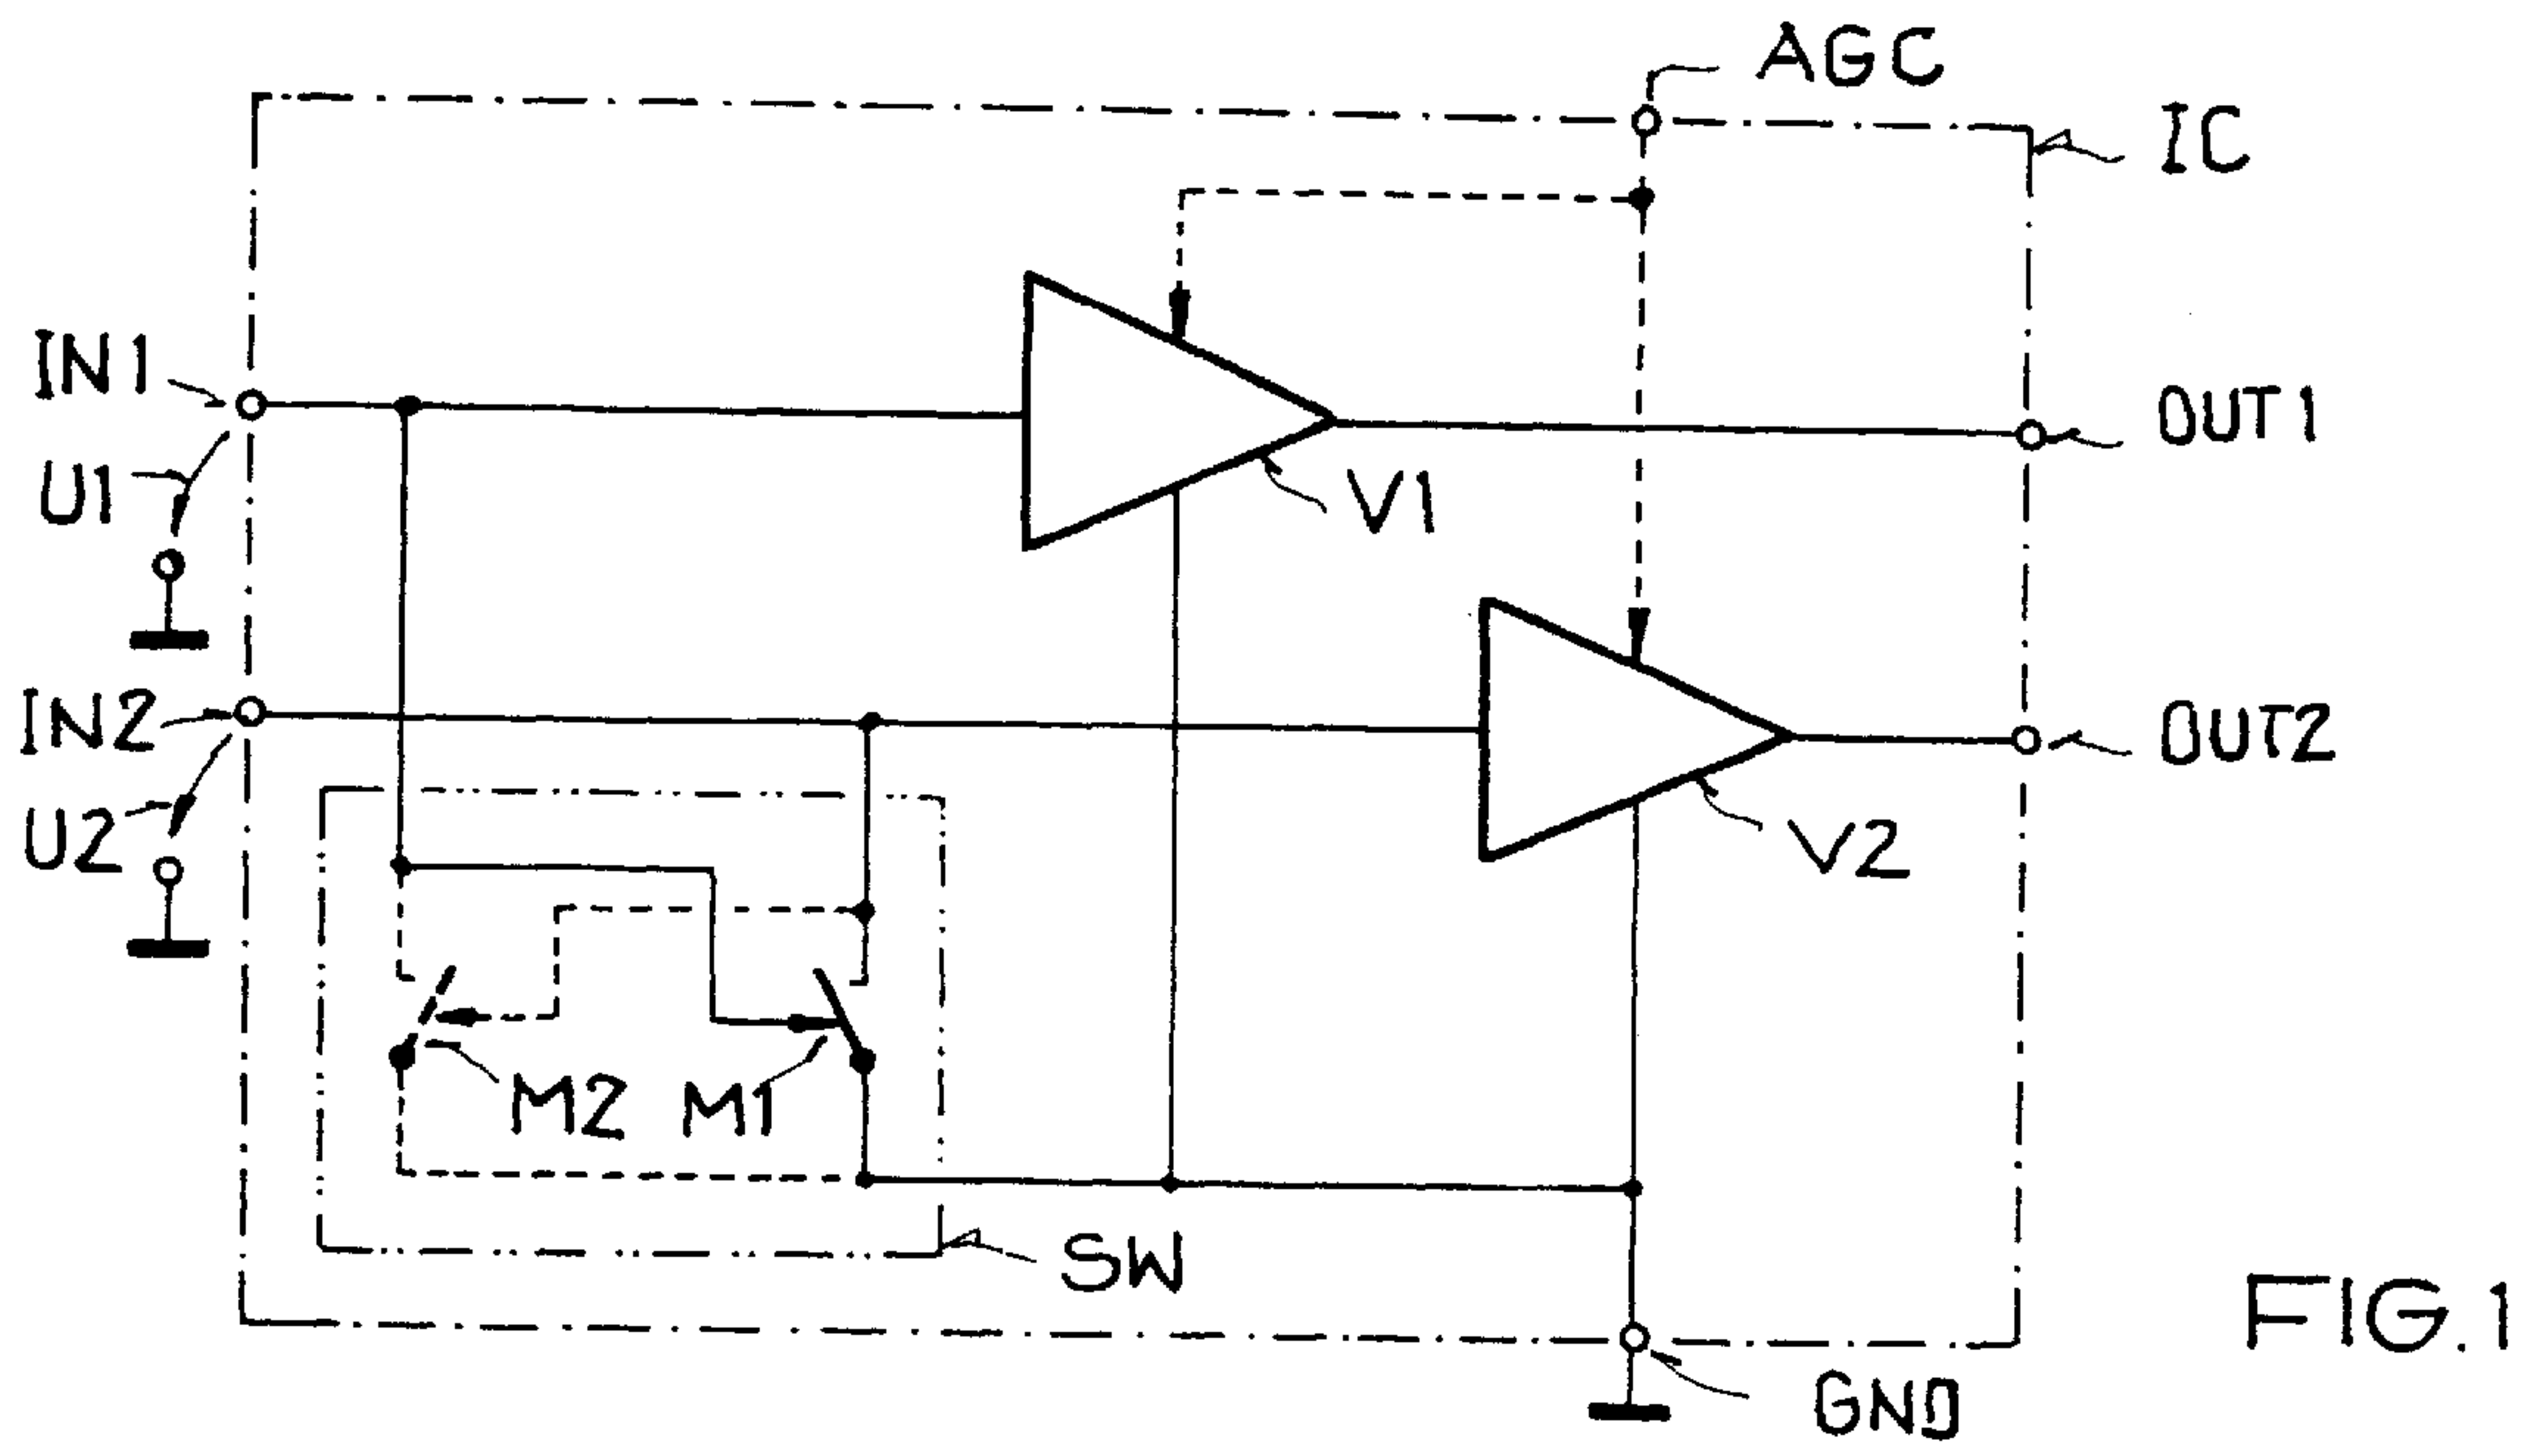 AGC
IC
IN1
OUT1
U1
V1
IN2
OUT2
U2
V2
M2
M1
SW
FIG.1
GND